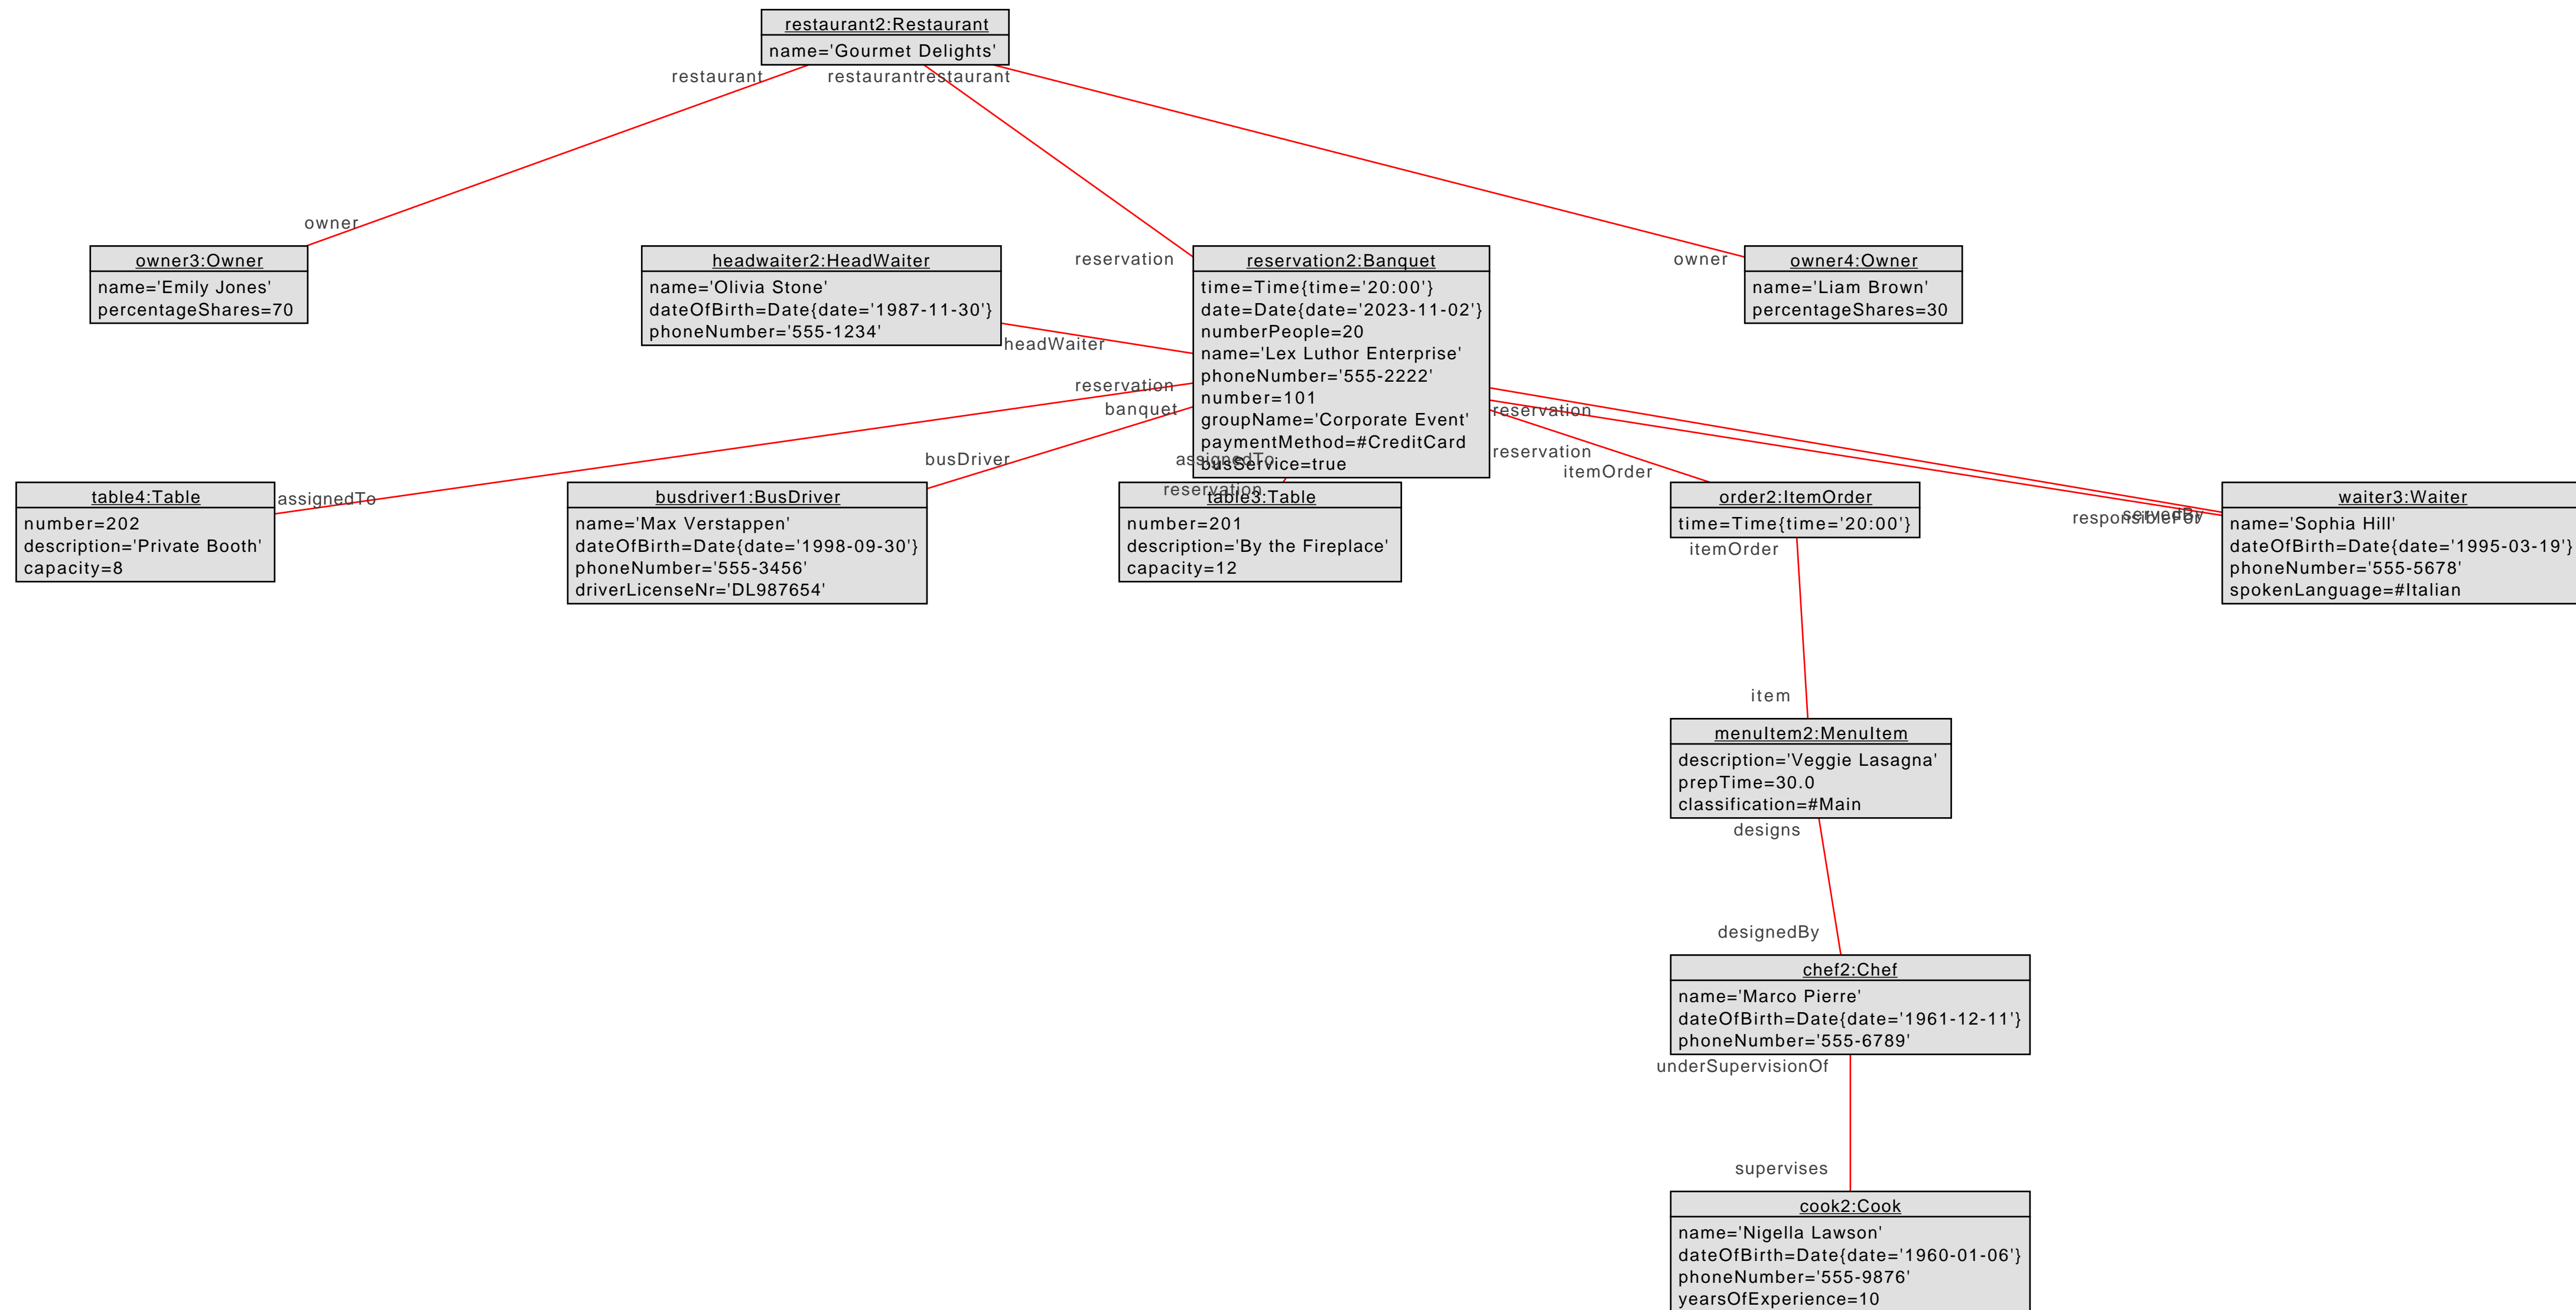 restaurant2:Restaurant
name='Gourmet Delights'
restaurant
restaurant
restaurant
owner
owner3:Owner
name='Emily Jones'
percentageShares=70
headwaiter2:HeadWaiter
name='Olivia Stone'
dateOfBirth=Date{date='1987-11-30'}
phoneNumber='555-1234'
headWaiter
reservation
reservation2:Banquet
time=Time{time='20:00'}
date=Date{date='2023-11-02'}
numberPeople=20
name='Lex Luthor Enterprise'
phoneNumber='555-2222'
number=101
groupName='Corporate Event'
paymentMethod=#CreditCard
busService=true
owner
owner4:Owner
name='Liam Brown'
percentageShares=30
reservation
banquet
busDriver
assignedTo
reservation
reservation
reservation
itemOrder
assignedTo
table4:Table
number=202
description='Private Booth'
capacity=8
busdriver1:BusDriver
name='Max Verstappen'
dateOfBirth=Date{date='1998-09-30'}
phoneNumber='555-3456'
driverLicenseNr='DL987654'
table3:Table
number=201
description='By the Fireplace'
capacity=12
order2:ItemOrder
time=Time{time='20:00'}
itemOrder
responsibleFor
servedBy
waiter3:Waiter
name='Sophia Hill'
dateOfBirth=Date{date='1995-03-19'}
phoneNumber='555-5678'
spokenLanguage=#Italian
item
menuItem2:MenuItem
description='Veggie Lasagna'
prepTime=30.0
classification=#Main
designs
designedBy
chef2:Chef
name='Marco Pierre'
dateOfBirth=Date{date='1961-12-11'}
phoneNumber='555-6789'
underSupervisionOf
supervises
cook2:Cook
name='Nigella Lawson'
dateOfBirth=Date{date='1960-01-06'}
phoneNumber='555-9876'
yearsOfExperience=10